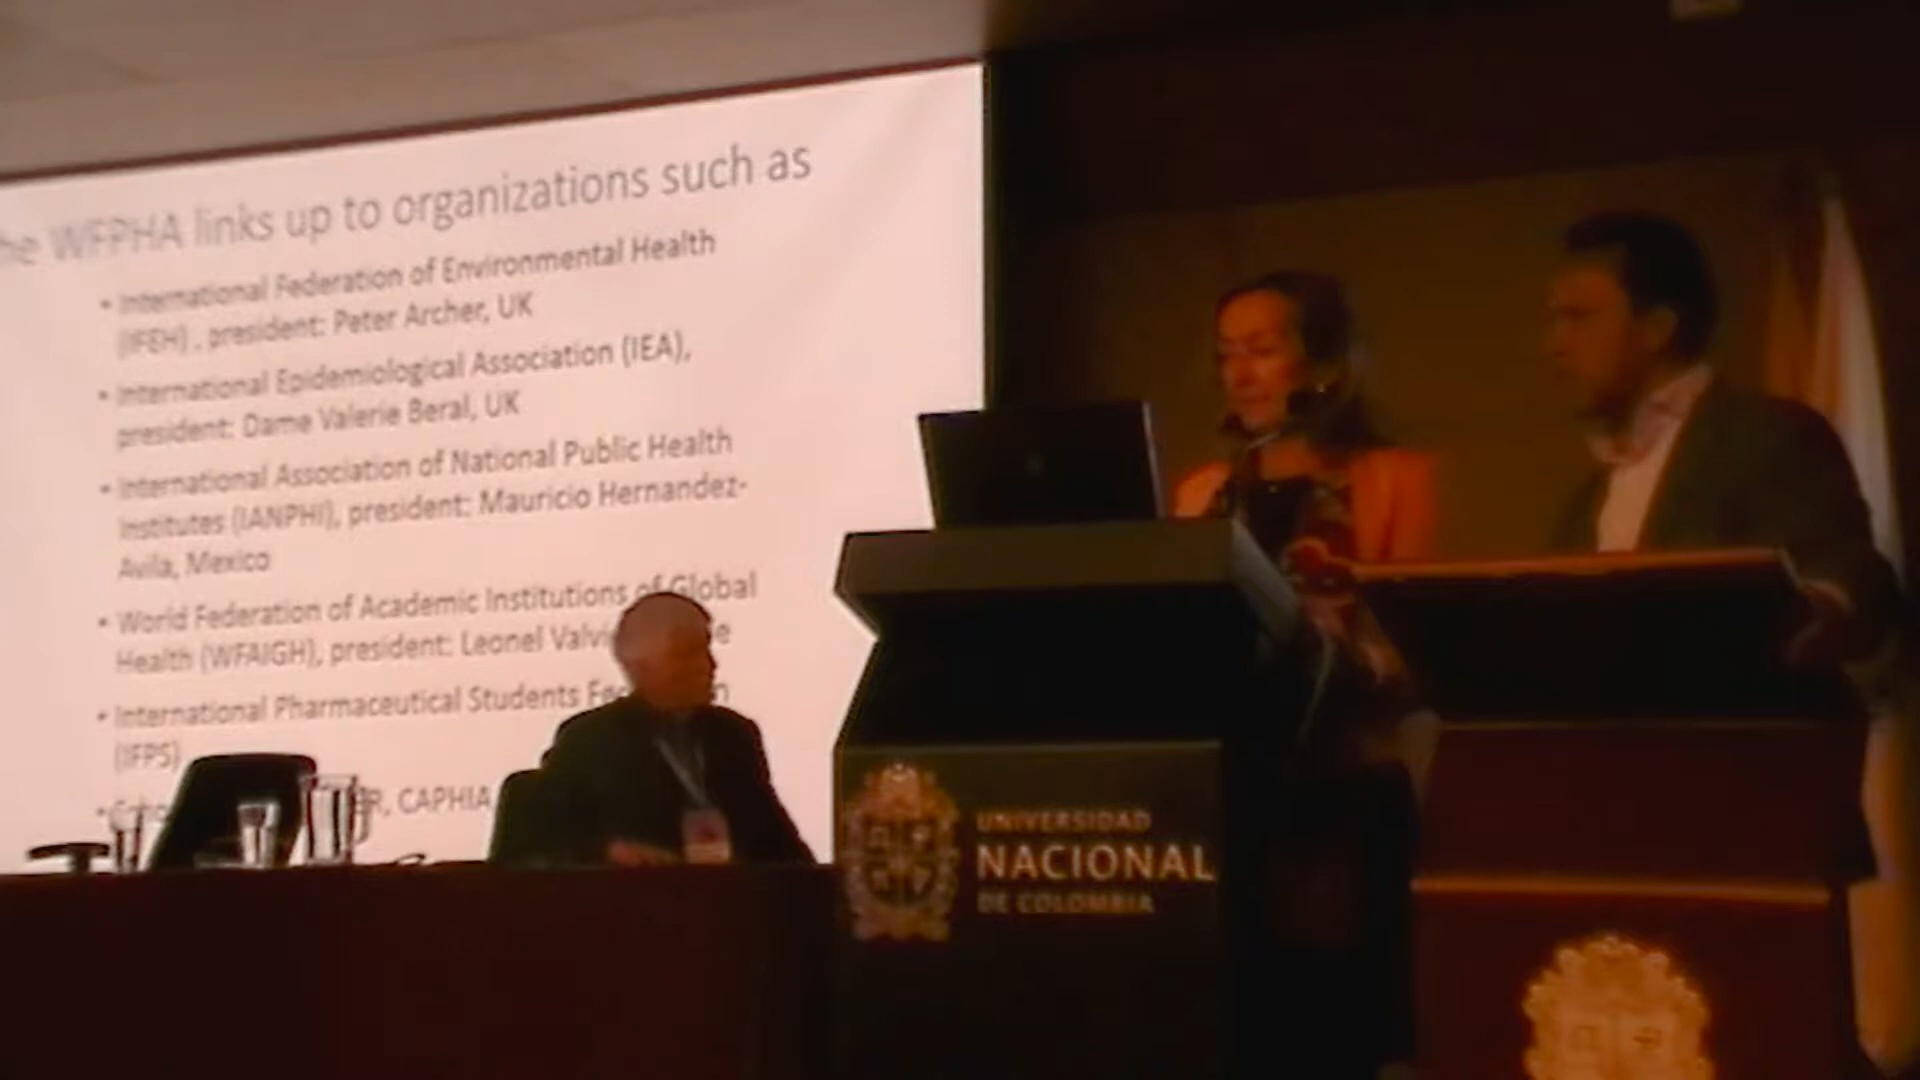 he WFPHA links up to organizations such as
• International Federation of Environmental Health
(IFEH) , president: Peter Archer, UK
• International Epidemiological Association (IEA),
president: Dame Valerie Beral, UK
• International Association of National Public Health
Institutes (IANPHI), president: Mauricio Hernandez-
Avila, Mexico
• World Federation of Academic Institutions of Global
Health (WFAIGH), president: Leonel Valvi
• International Pharmaceutical Students
(IFPS)
R, CAPHIA
UNIVERSIDAD
NACIONAL
DE COLOMBIA